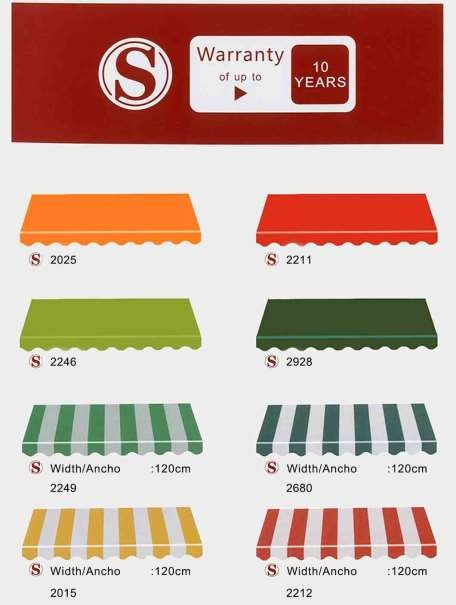 S
Warranty
of up to
10
YEARS
S 2025
S 2211
S 2246
S 2928
S Width/Ancho :120cm
2249
S Width/Ancho :120cm
2680
S Width/Ancho :120cm
2015
S Width/Ancho :120cm
2212